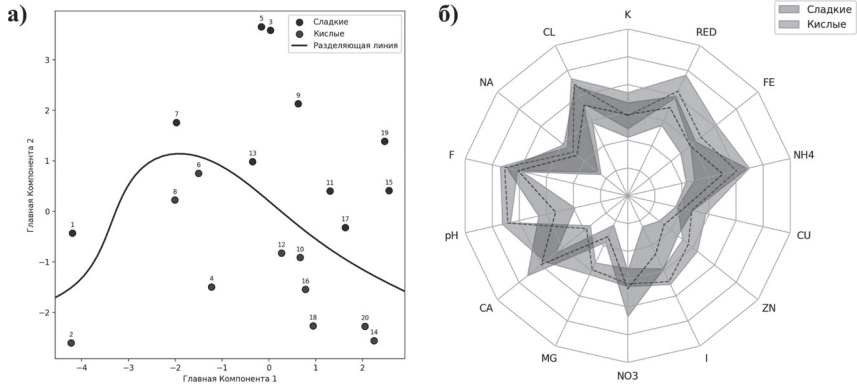 а)
Сладкие
Кислые
Разделяющая линия
5
3
9
7
19
13
6
11
15
8
17
1
12
10
4
16
18
20
2
14
3
2
1
0
−1
−2
−4
−3
−2
−1
0
1
2
Главная Компонента 2
Главная Компонента 1
б)
Сладкие
Кислые
K
RED
FE
NH4
CU
ZN
I
NO3
MG
CA
pH
F
NA
CL